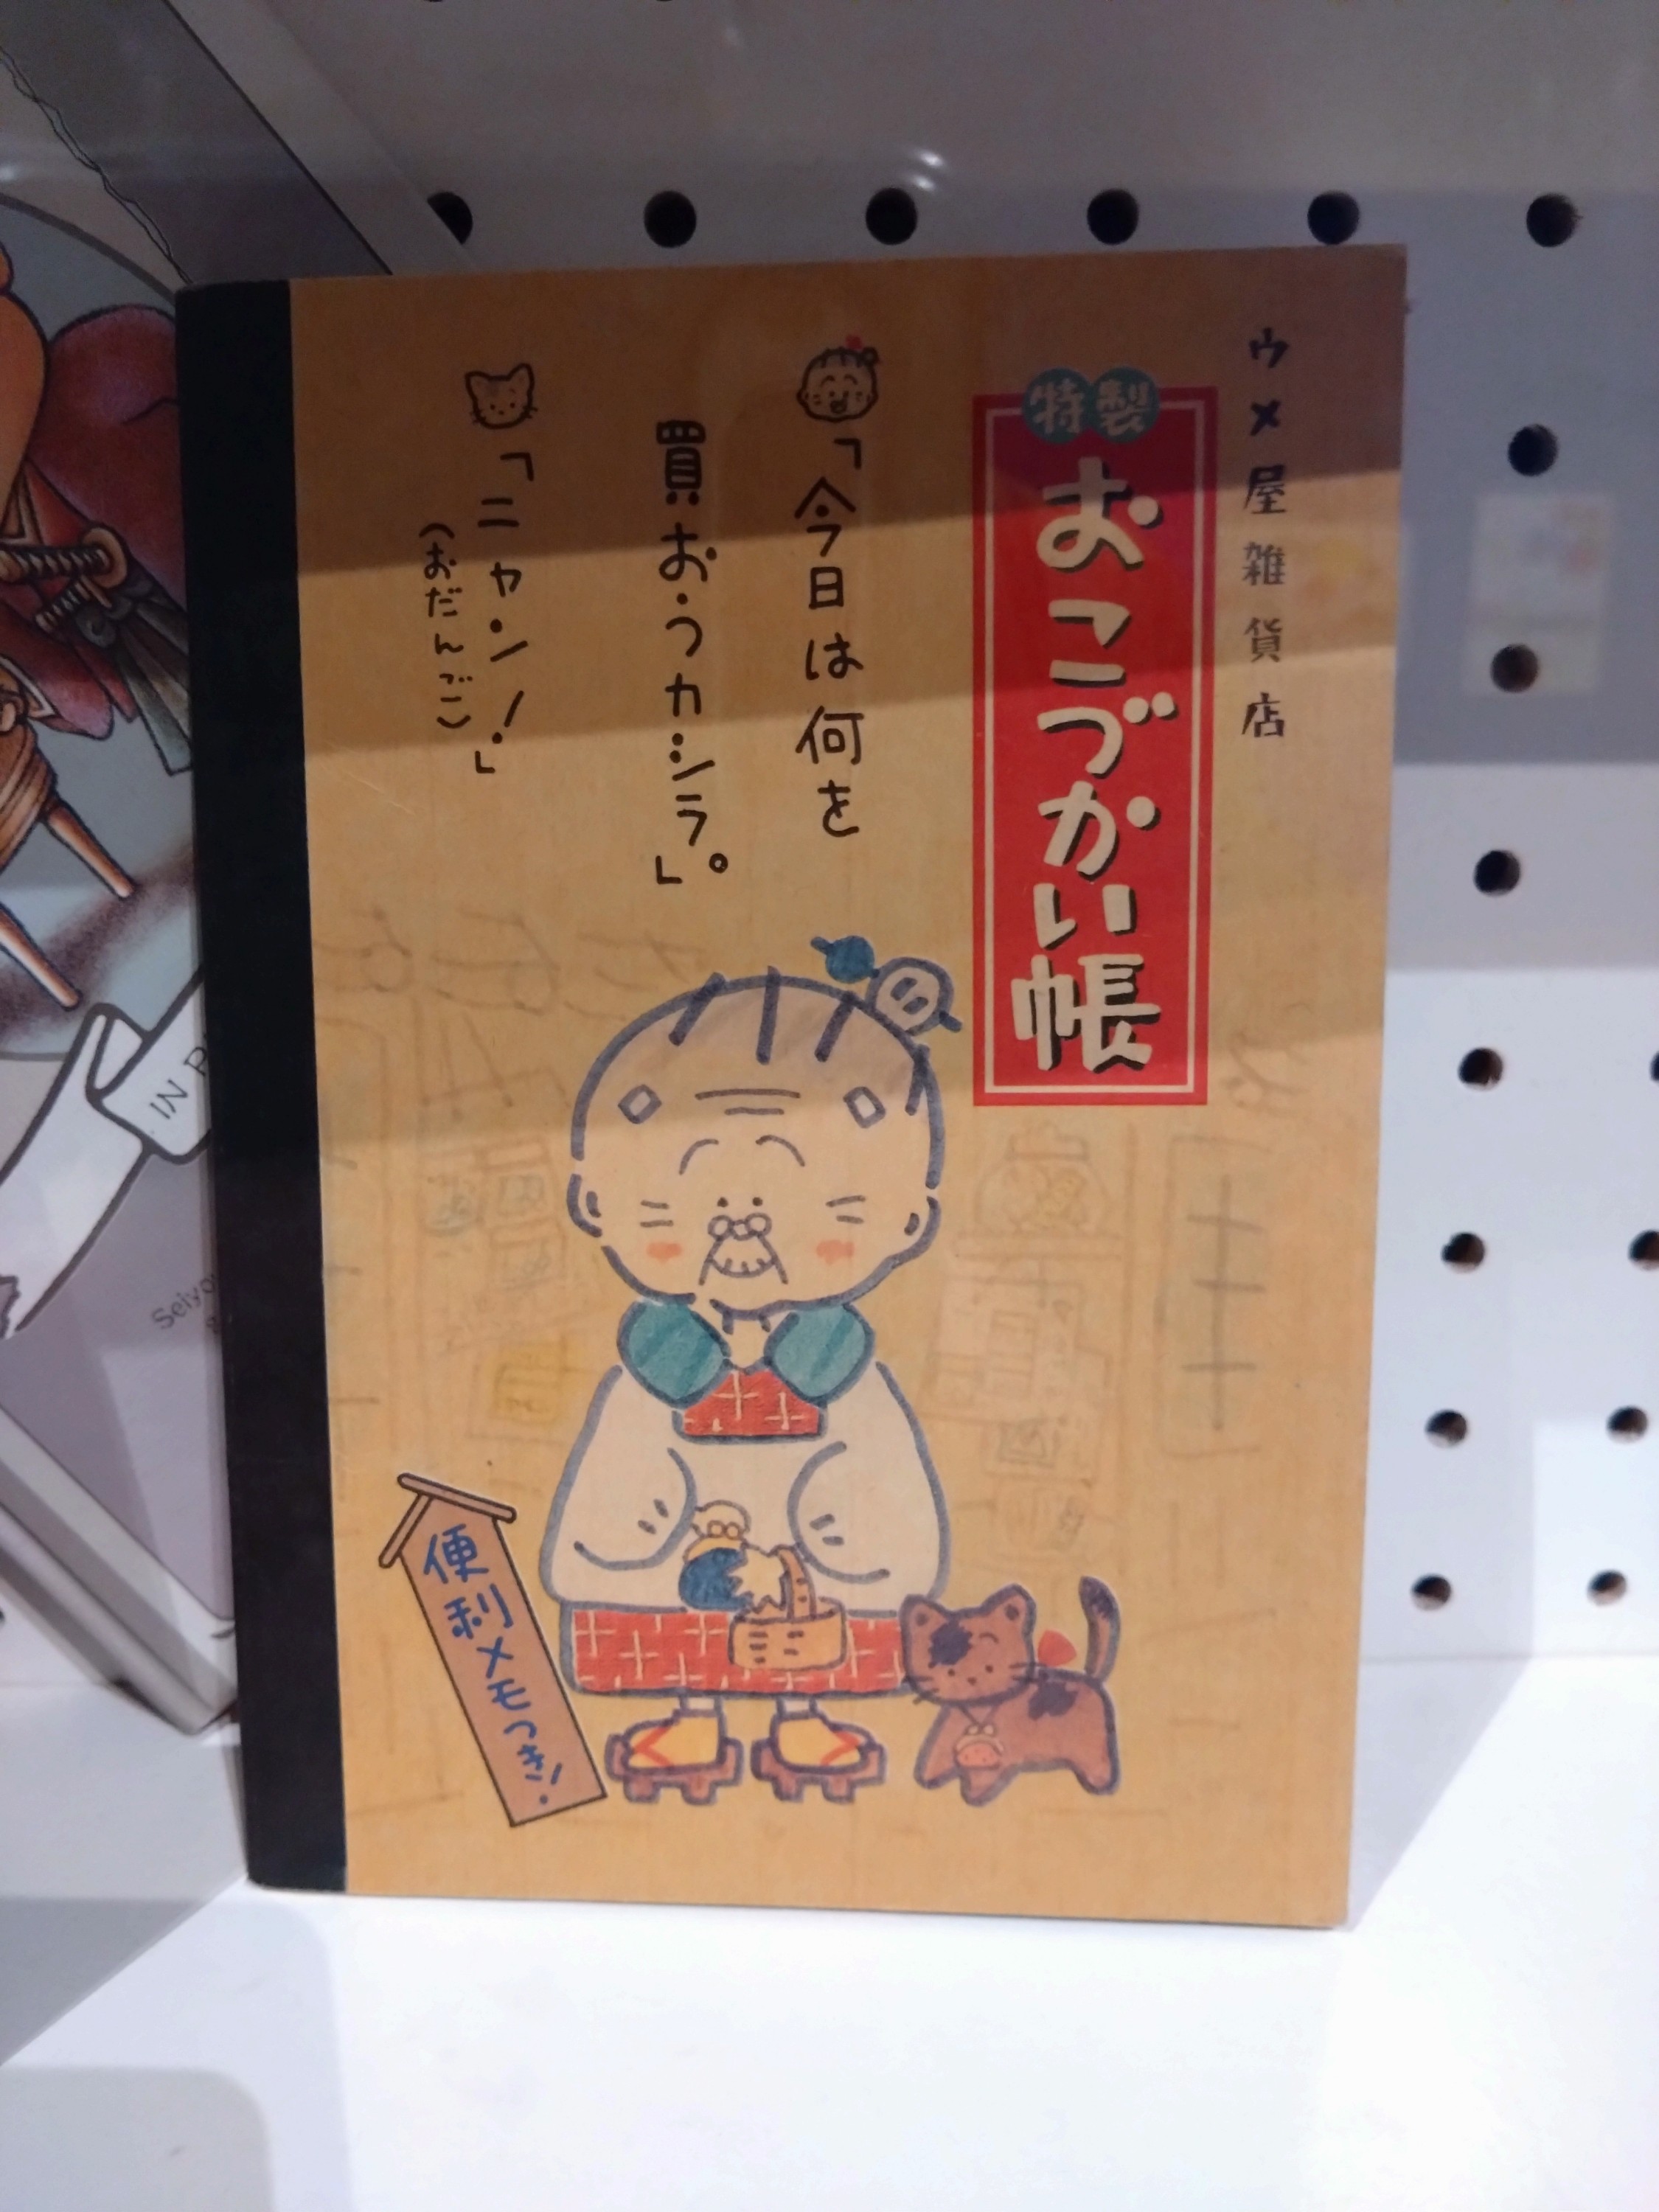 ウメ屋雑貨店
特製
おこづかい帳
「今日は何を
買おうカシラ。」
「ニャン!」
(おだんご)
便利メモつき!
IN
Seiyo